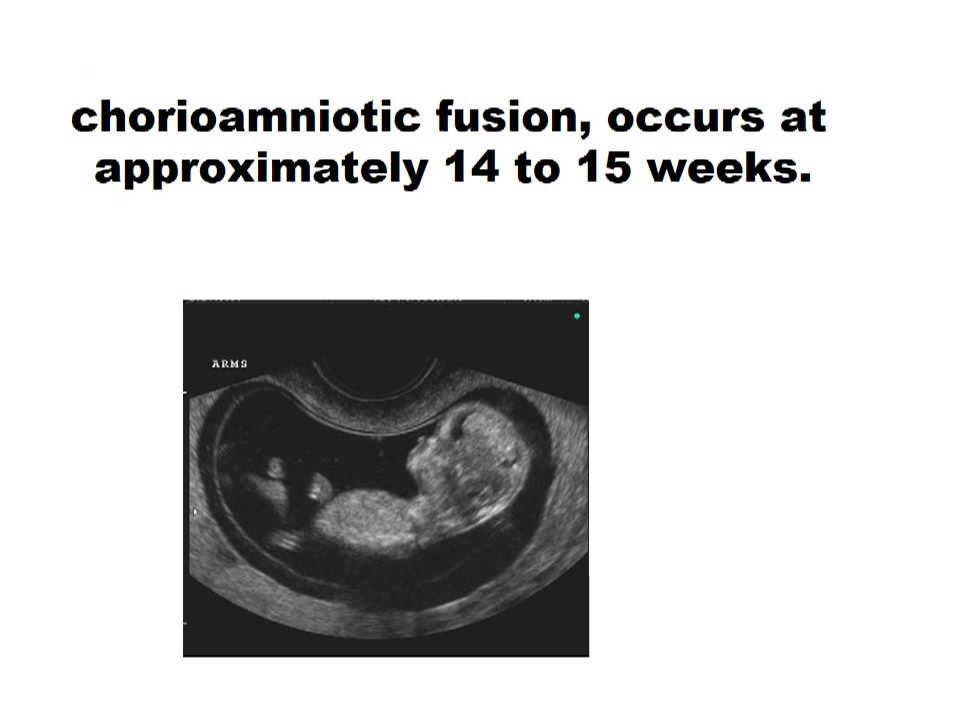 chorioamniotic fusion, occurs at
approximately 14 to 15 weeks.
ARMS